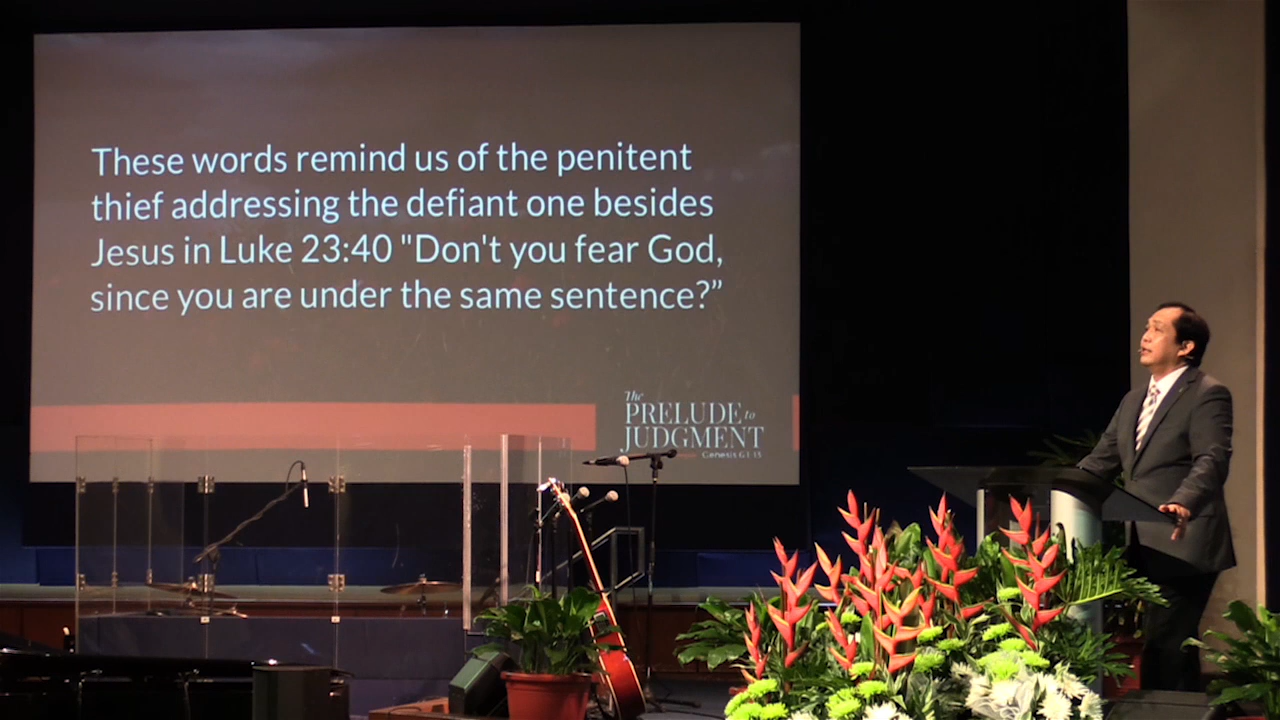 These words remind us of the penitent
thief addressing the defiant one besides
Jesus in Luke 23:40 "Don't you fear God,
since you are under the same sentence?”
The
PRELUDE to
JUDGMENT
Genesis 6:1-13